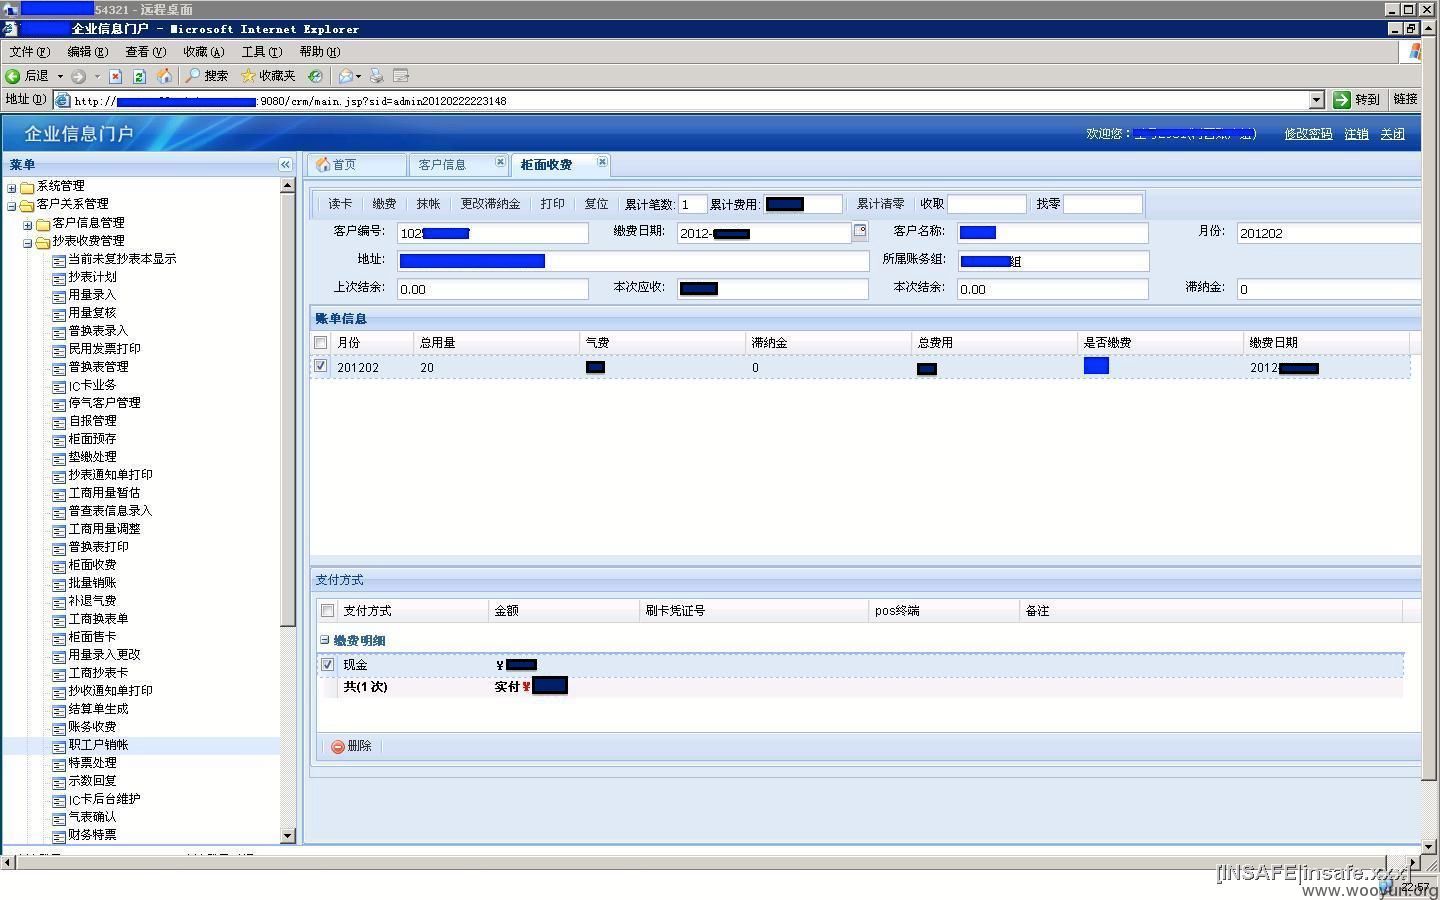 54321 - 远程桌面
企业信息门户 - Microsoft Internet Explorer
文件(F) 编辑(E) 查看(V) 收藏(A) 工具(T) 帮助(H)
后退 搜索 收藏夹
地址(D) http:// :9080/crm/main.jsp?sid=admin20120222223148 转到 链接
企业信息门户 欢迎您: 修改密码 注销 关闭
菜单
系统管理
客户关系管理
客户信息管理
抄表收费管理
当前未复抄表本显示
抄表计划
用量录入
用量复核
普换表录入
民用发票打印
普换表管理
IC卡业务
停气客户管理
自报管理
柜面预存
垫缴处理
抄表通知单打印
工商用量暂估
普查表信息录入
工商用量调整
普换表打印
柜面收费
批量销账
补退气费
工商换表单
柜面售卡
用量录入更改
工商抄表卡
抄收通知单打印
结算单生成
账务收费
职工户销帐
特票处理
示数回复
IC卡后台维护
气表确认
财务特票
首页 客户信息 柜面收费
读卡 缴费 抹帐 更改滞纳金 打印 复位 累计笔数: 1 累计费用: 累计清零 收取 找零
客户编号: 102 缴费日期: 2012- 客户名称: 月份: 201202
地址: 所属账务组: 组
上次结余: 0.00 本次应收: 本次结余: 0.00 滞纳金: 0
账单信息
月份 总用量 气费 滞纳金 总费用 是否缴费 缴费日期
201202 20 0 2012-
支付方式
支付方式 金额 刷卡凭证号 pos终端 备注
缴费明细
现金 ¥
共(1 次) 实付 ¥
删除
[INSAFE]insafe.xxx]
www.wooyun.org
22:57